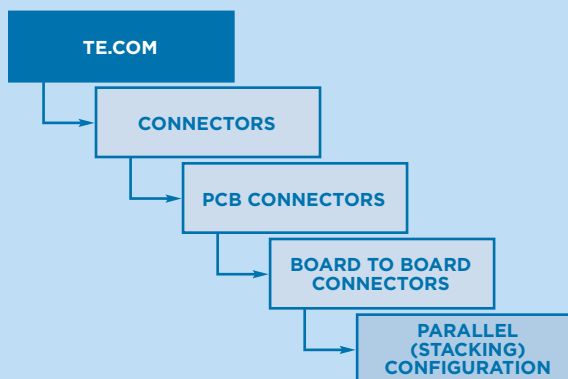 TE.COM
CONNECTORS
PCB CONNECTORS
BOARD TO BOARD
CONNECTORS
PARALLEL
(STACKING)
CONFIGURATION